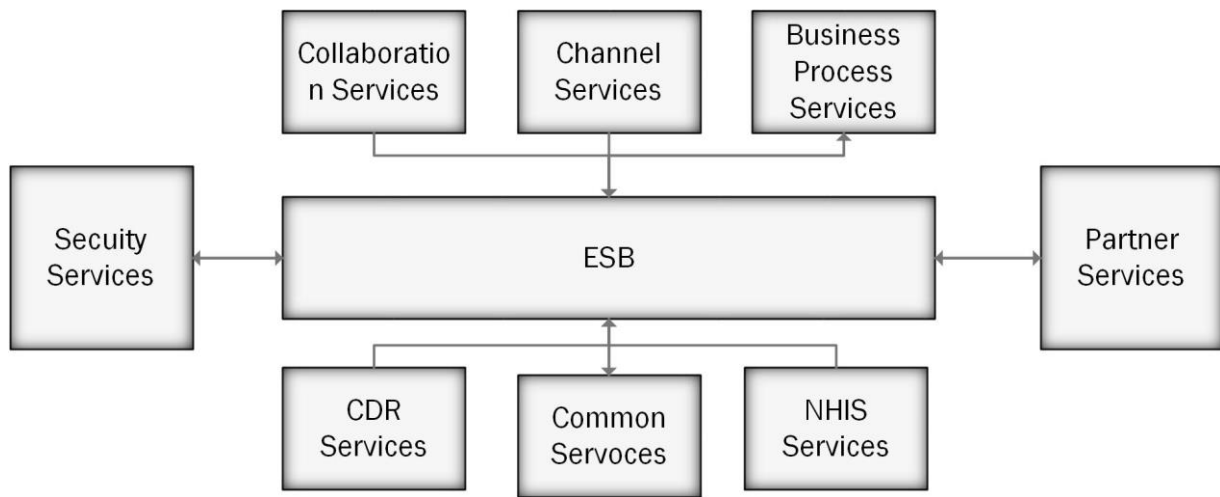 Collaboratio
n Services
Channel
Services
Business
Process
Services
Secuity
Services
ESB
Partner
Services
CDR
Services
Common
Servoces
NHIS
Services